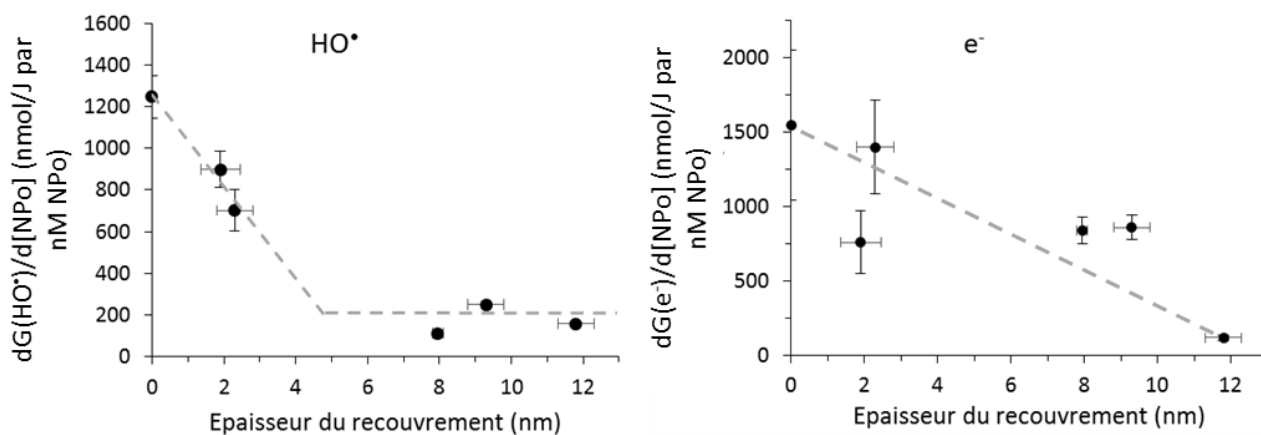 HO•
dG(HO•)/d[NPo] (nmol/J par
nM NPo)
1600
1400
1200
1000
800
600
400
200
0
0 2 4 6 8 10 12
Epaisseur du recouvrement (nm)
e-
dG(e-)/d[NPo] (nmol/J par
nM NPo)
2000
1500
1000
500
0
0 2 4 6 8 10 12
Epaisseur du recouvrement (nm)